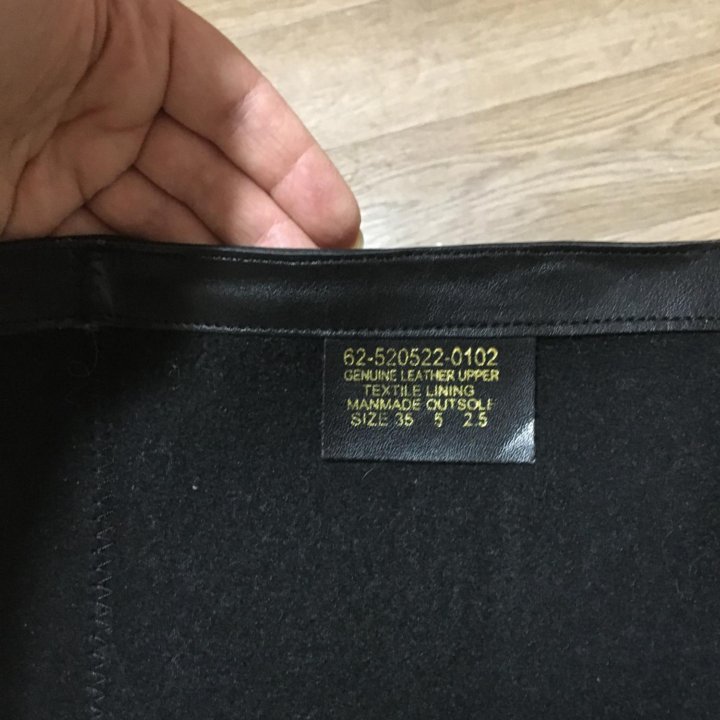 62-520522-0102
GENUINE LEATHER UPPER
TEXTILE LINING
MANMADE OUTSOLE
SIZE 35 5 2.5